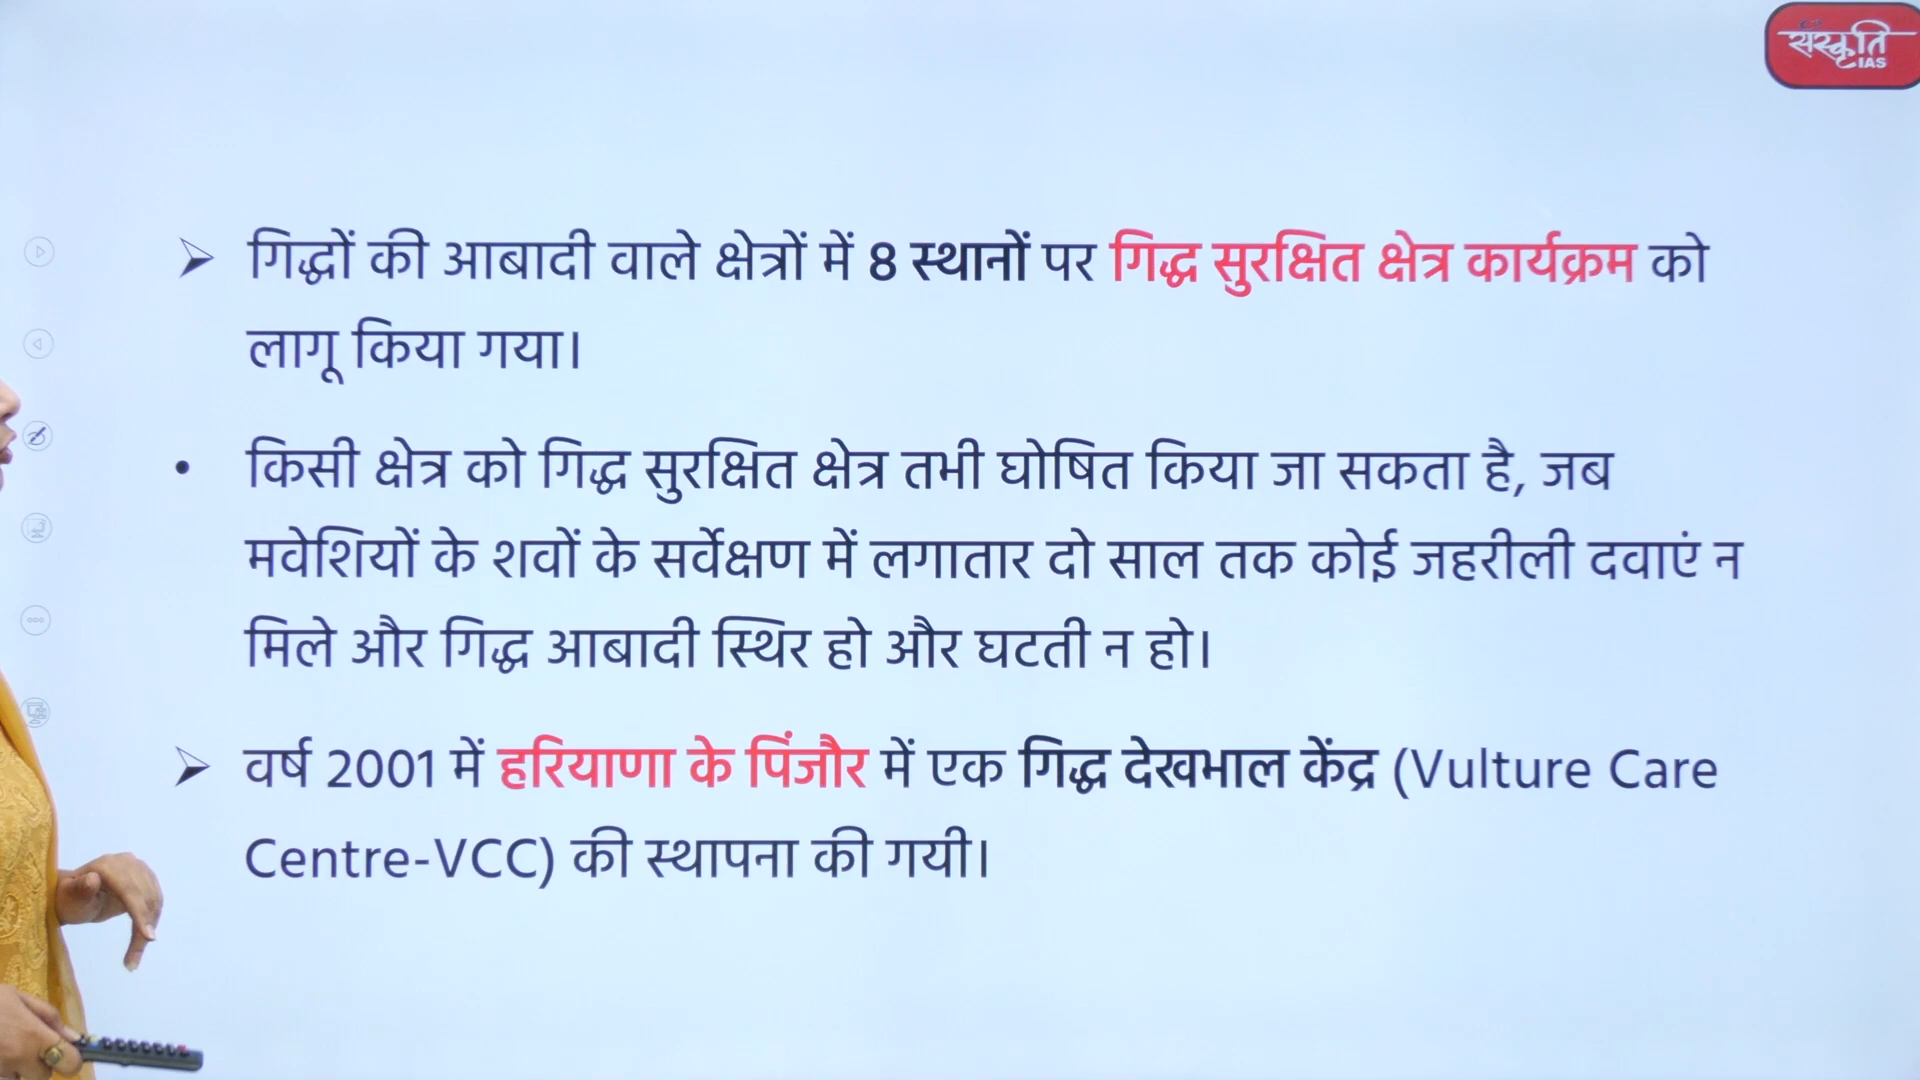 संस्कृति
IAS
गिद्धों की आबादी वाले क्षेत्रों में 8 स्थानों पर गिद्ध सुरक्षित क्षेत्र कार्यक्रम को
लागू किया गया।
किसी क्षेत्र को गिद्ध सुरक्षित क्षेत्र तभी घोषित किया जा सकता है, जब
मवेशियों के शवों के सर्वेक्षण में लगातार दो साल तक कोई जहरीली दवाएं न
मिले और गिद्ध आबादी स्थिर हो और घटती न हो।
वर्ष 2001 में हरियाणा के पिंजौर में एक गिद्ध देखभाल केंद्र (Vulture Care
Centre-VCC) की स्थापना की गयी।